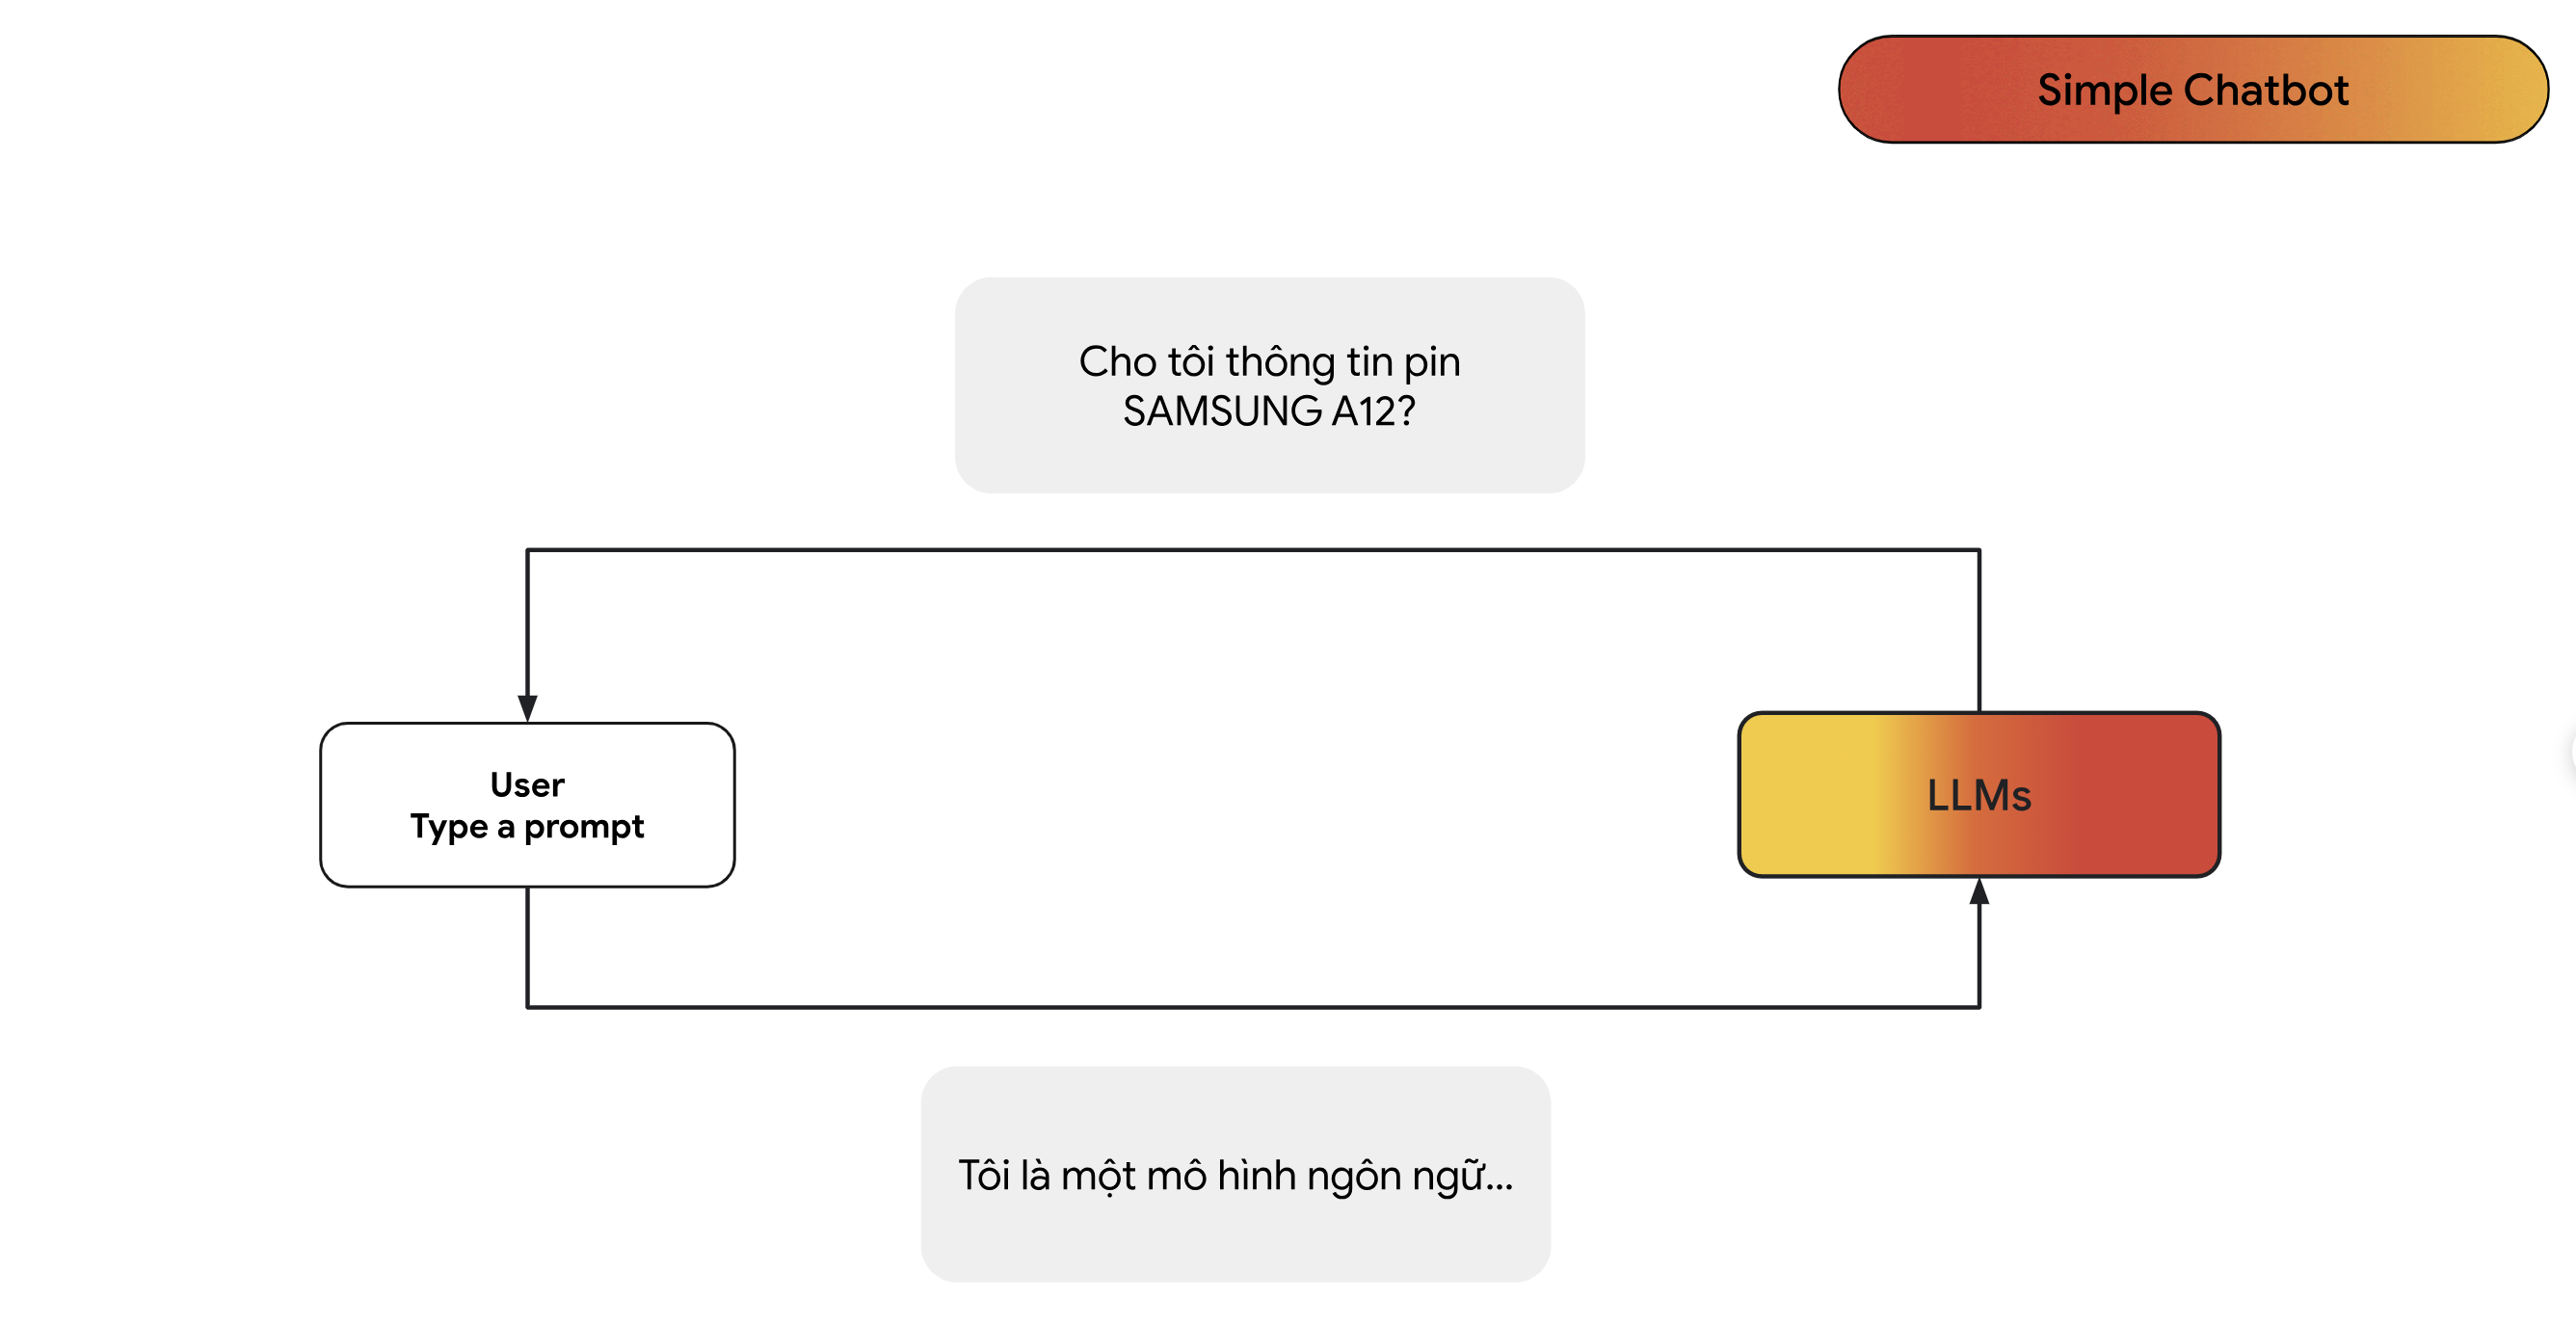 Simple Chatbot
Cho tôi thông tin pin
SAMSUNG A12?
User
Type a prompt
LLMs
Tôi là một mô hình ngôn ngữ...